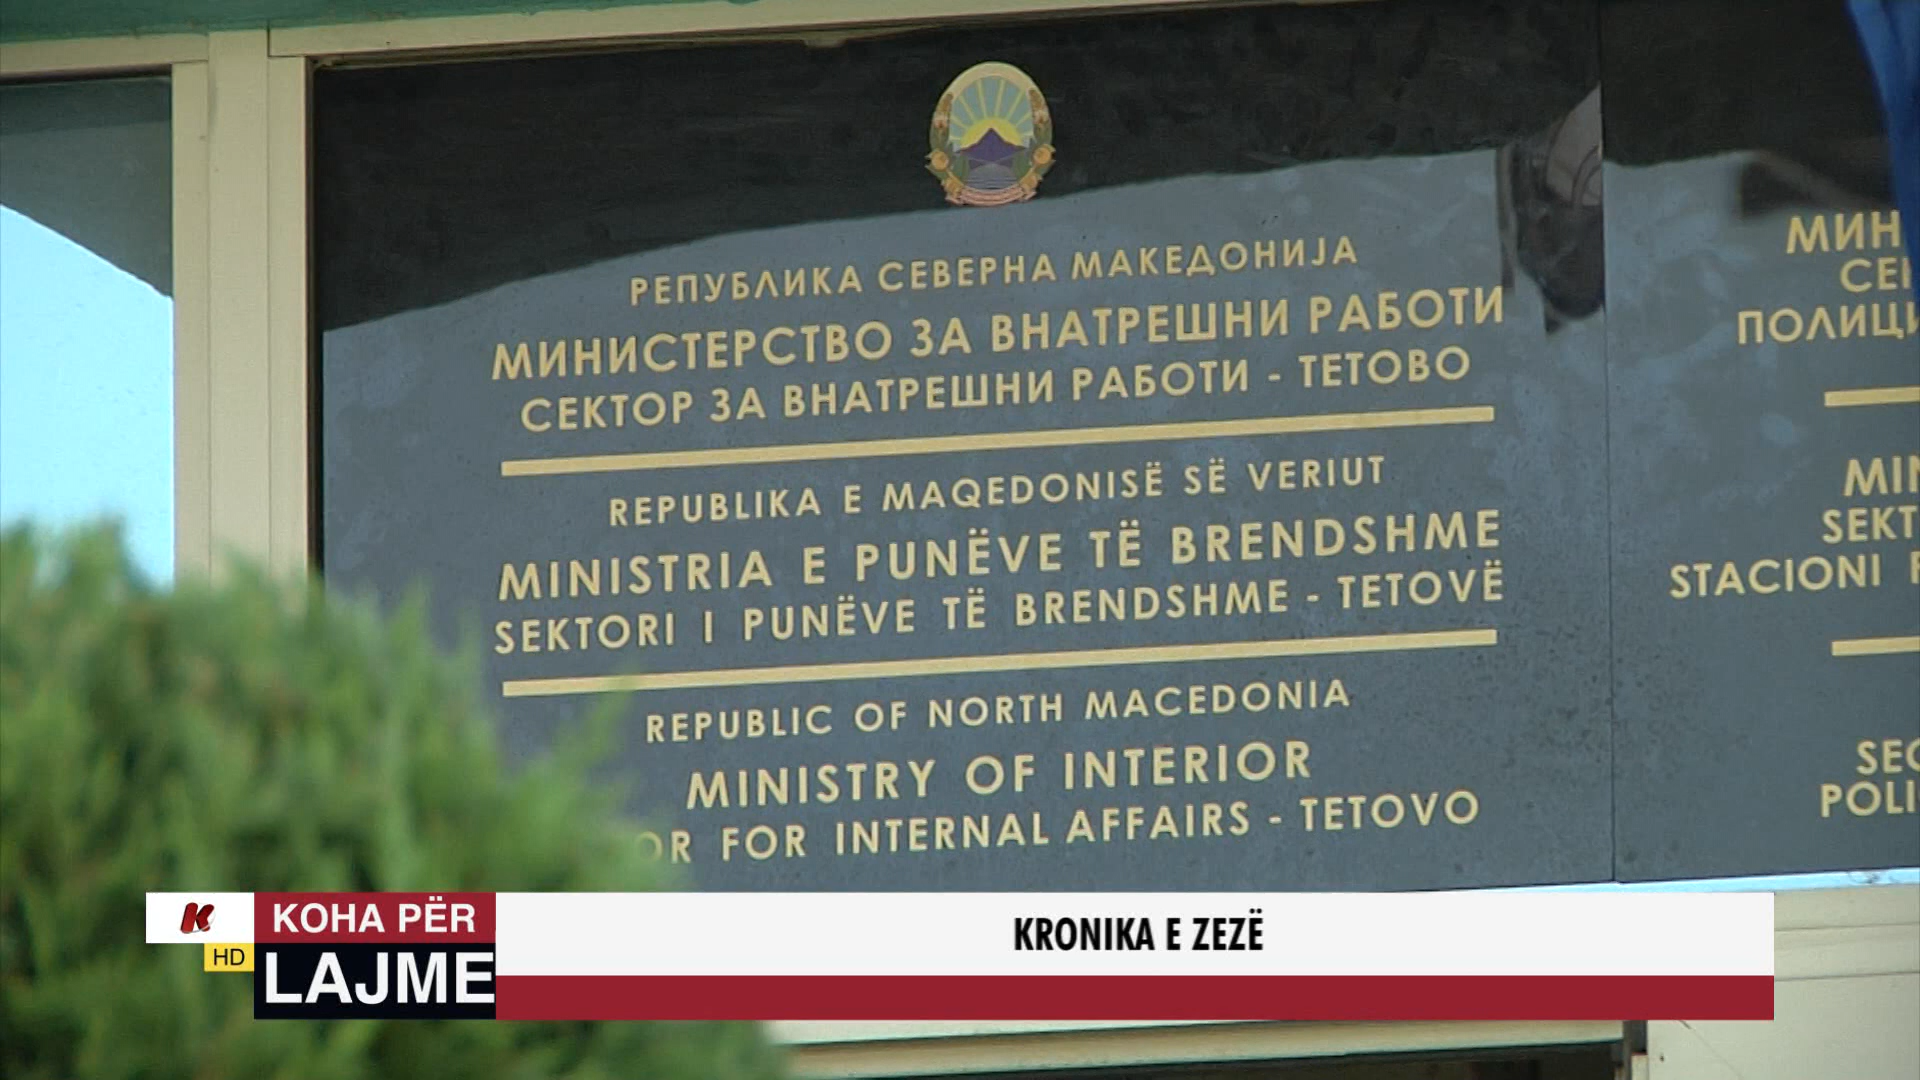 РЕПУБЛИКА СЕВЕРНА МАКЕДОНИЈА
МИНИСТЕРСТВО ЗА ВНАТРЕШНИ РАБОТИ
СЕКТОР ЗА ВНАТРЕШНИ РАБОТИ - ТЕТОВО
REPUBLIKA E MAQEDONISË SË VERIUT
MINISTRIA E PUNËVE TË BRENDSHME
SEKTORI I PUNËVE TË BRENDSHME - TETOVË
REPUBLIC OF NORTH MACEDONIA
MINISTRY OF INTERIOR
FOR INTERNAL AFFAIRS - TETOVO
STACIONI
K
HD
KOHA PËR
LAJME
KRONIKA E ZEZË